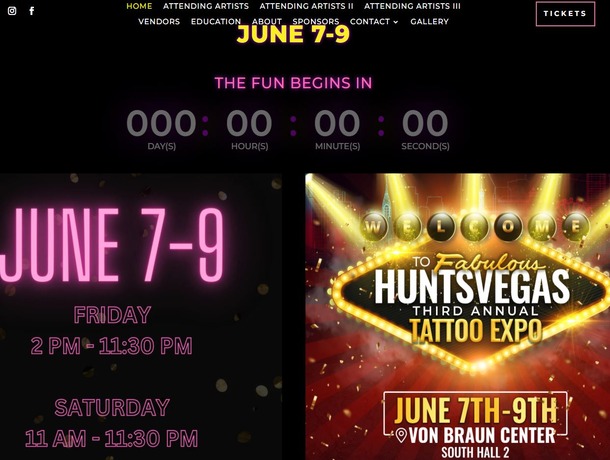 HOME ATTENDING ARTISTS ATTENDING ARTISTS II ATTENDING ARTISTS III
VENDORS EDUCATION ABOUT SPONSORS CONTACT GALLERY
TICKETS
JUNE 7-9
THE FUN BEGINS IN
000 : 00 : 00 : 00
DAY(S) HOUR(S) MINUTE(S) SECOND(S)
JUNE 7-9
FRIDAY
2 PM - 11:30 PM
SATURDAY
11 AM - 11:30 PM
WELCOME
TO Fabulous
HUNTSVEGAS
THIRD ANNUAL
TATTOO EXPO
JUNE 7TH-9TH
VON BRAUN CENTER
SOUTH HALL 2